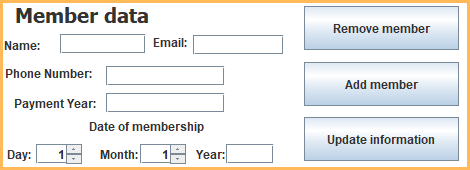 Member data
Remove member
Name:
Email:
Phone Number:
Add member
Payment Year:
Date of membership
Update information
Day: 1 Month: 1 Year: